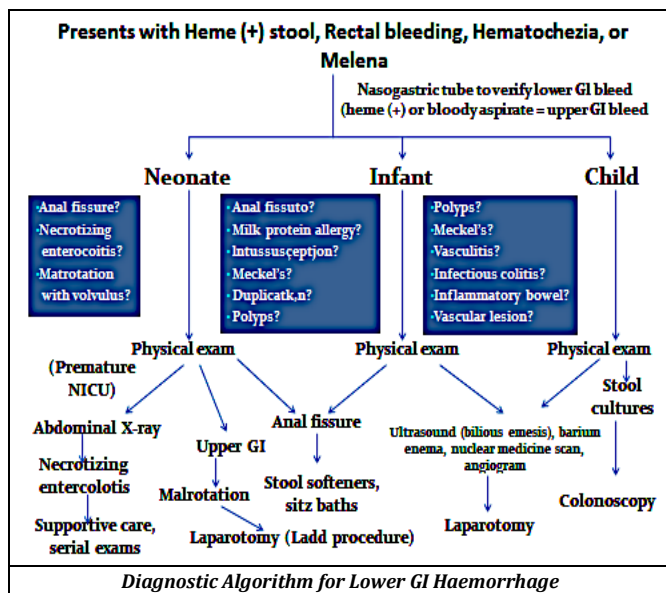 Presents with Heme (+) stool, Rectal bleeding, Hematochezia, or
Melena
Nasogastric tube to verify lower Gl bleed
(heme (+) or bloody aspirate = upper GI bleed
Neonate
Infant
Child
·Anal fissure?
·Necrotizing
enterocoitis?
·Matrotation
with volvulus?
·Anal fissuto?
·Milk protein allergy?
·Intussusçeptjon?
·Meckel's?
·Duplicatk,n?
·Polyps?
·Polyps?
·Meckel's?
·Vasculitis?
·Infectious colitis?
·Inflammatory bowel?
·Vascular lesion?
Physical exam
Physical exam
Physical exam
(Premature
NICU)
Stool
cultures
Abdominal X-ray
Upper GI
Anal fissure
Ultrasound (bilious emesis), barium
enema, nuclear medicine scan,
angiogram
Necrotizing
entercolotis
Malrotation
Stool softeners,
sitz baths
Colonoscopy
Supportive care,
serial exams
Laparotomy (Ladd procedure)
Laparotomy
Diagnostic Algorithm for Lower GI Haemorrhage